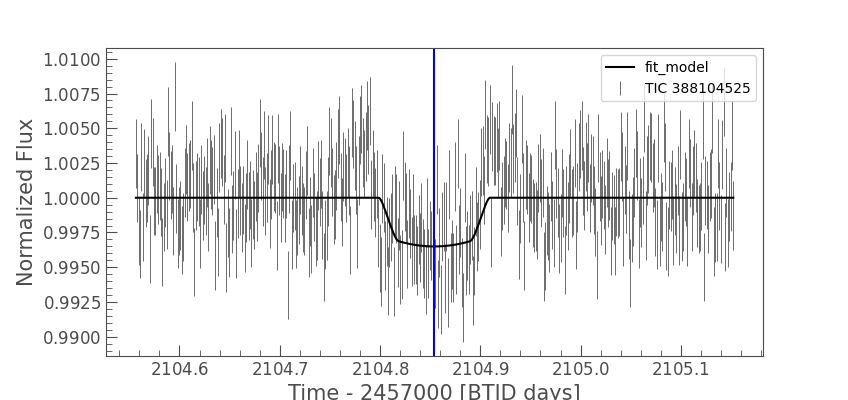 1.0100
1.0075
1.0050
1.0025
1.0000
0.9975
0.9950
0.9925
0.9900
Normalized Flux
fit_model
TIC 388104525
2104.6 2104.7 2104.8 2104.9 2105.0 2105.1
Time - 2457000 [BTJD days]